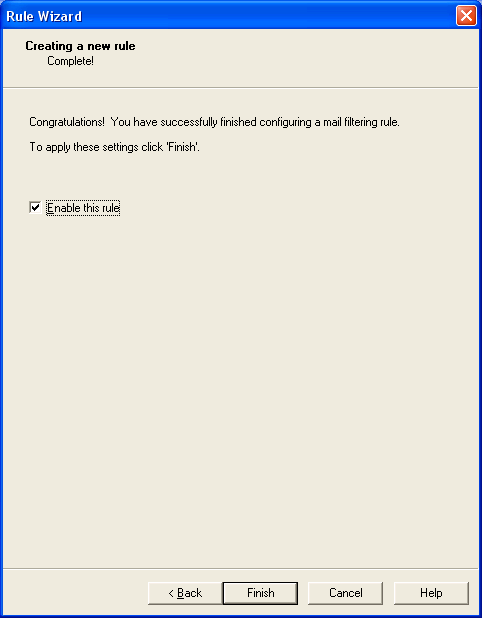 Rule Wizard
Creating a new rule
Complete!
Congratulations!  You have successfully finished configuring a mail filtering rule.
To apply these settings click 'Finish'.
Enable this rule
< Back
Finish
Cancel
Help